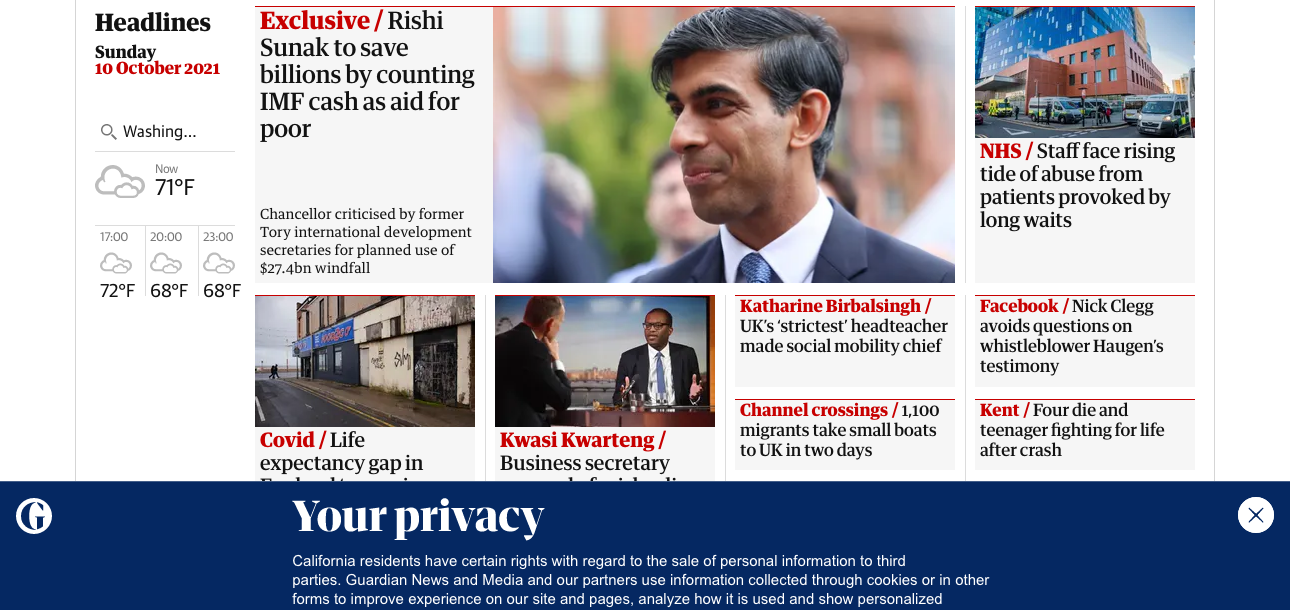 Headlines
Sunday
10 October 2021
Washing...
Now
71°F
17:00
20:00
23:00
72°F
68°F
68°F
Exclusive / Rishi
Sunak to save
billions by counting
IMF cash as aid for
poor
Chancellor criticised by former
Tory international development
secretaries for planned use of
$27.4bn windfall
NHS / Staff face rising
tide of abuse from
patients provoked by
long waits
Covid / Life
expectancy gap in
Kwasi Kwarteng /
Business secretary
Katharine Birbalsingh /
UK's ‘strictest’ headteacher
made social mobility chief
Facebook / Nick Clegg
avoids questions on
whistleblower Haugen's
testimony
Channel crossings / 1,100
migrants take small boats
to UK in two days
Kent / Four die and
teenager fighting for life
after crash
Your privacy
California residents have certain rights with regard to the sale of personal information to third
parties. Guardian News and Media and our partners use information collected through cookies or in other
forms to improve experience on our site and pages, analyze how it is used and show personalized